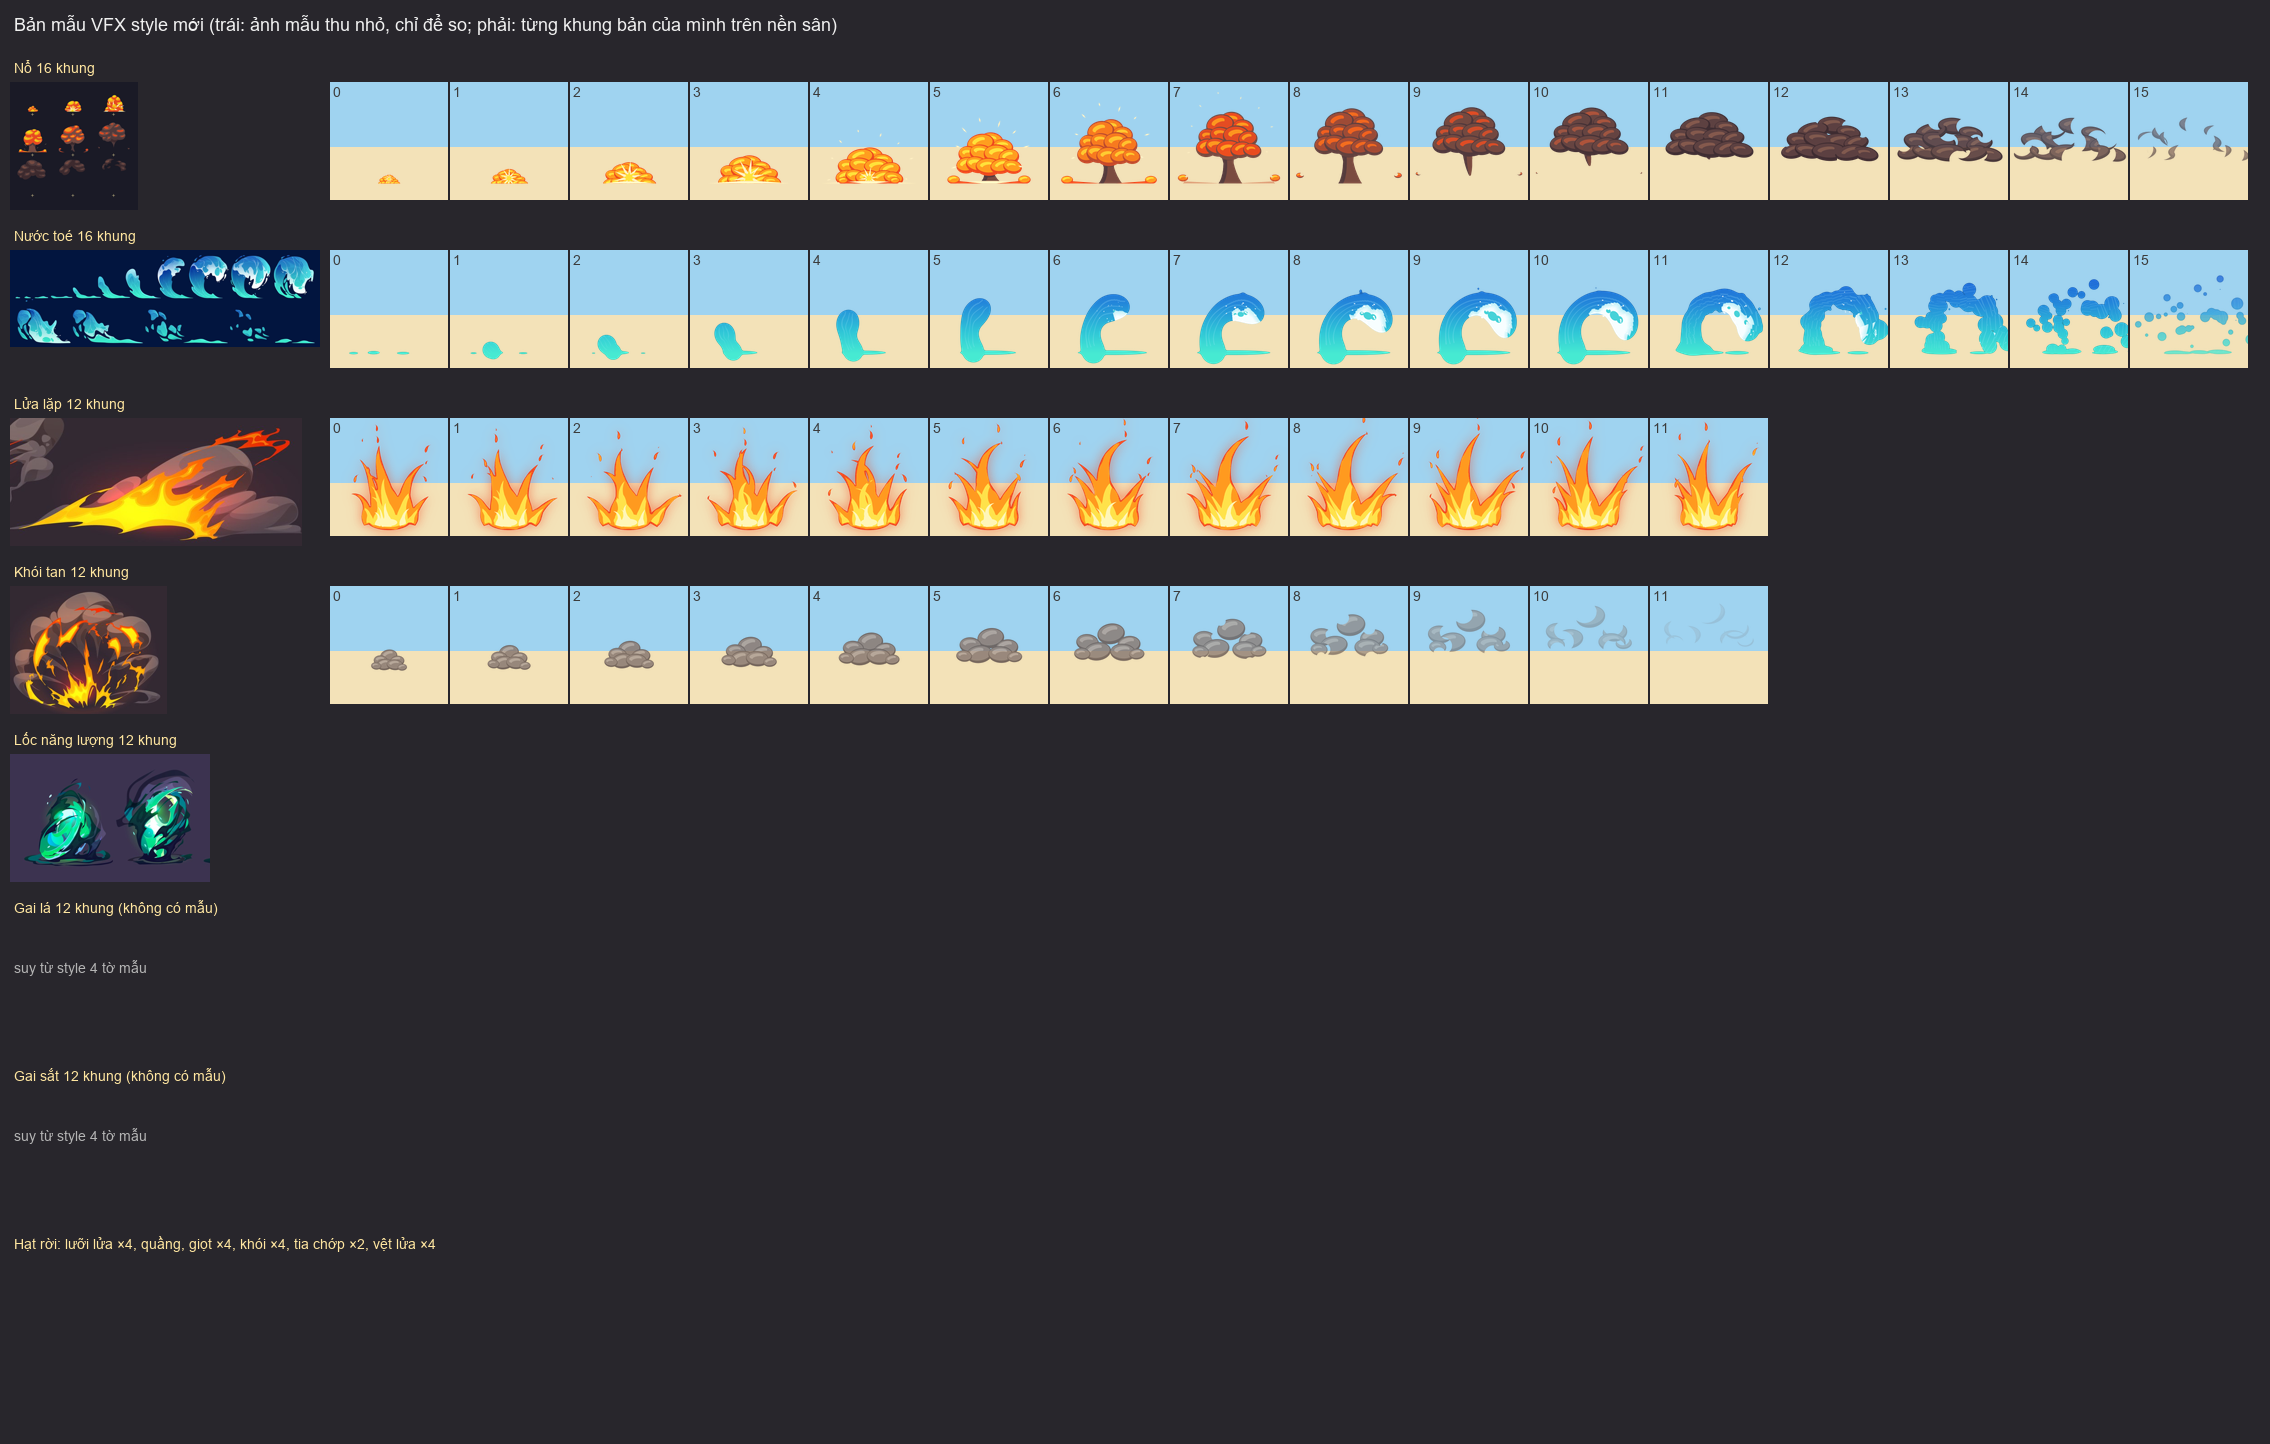 Bản mẫu VFX style mới (trái: ảnh mẫu thu nhỏ, chỉ để so; phải: từng khung bản của mình trên nền sân)
Nổ 16 khung
0 1 2 3 4 5 6 7 8 9 10 11 12 13 14 15
Nước toé 16 khung
0 1 2 3 4 5 6 7 8 9 10 11 12 13 14 15
Lửa lặp 12 khung
0 1 2 3 4 5 6 7 8 9 10 11
Khói tan 12 khung
0 1 2 3 4 5 6 7 8 9 10 11
Lốc năng lượng 12 khung
Gai lá 12 khung (không có mẫu)
suy từ style 4 tờ mẫu
Gai sắt 12 khung (không có mẫu)
suy từ style 4 tờ mẫu
Hạt rời: lưỡi lửa ×4, quầng, giọt ×4, khói ×4, tia chớp ×2, vệt lửa ×4